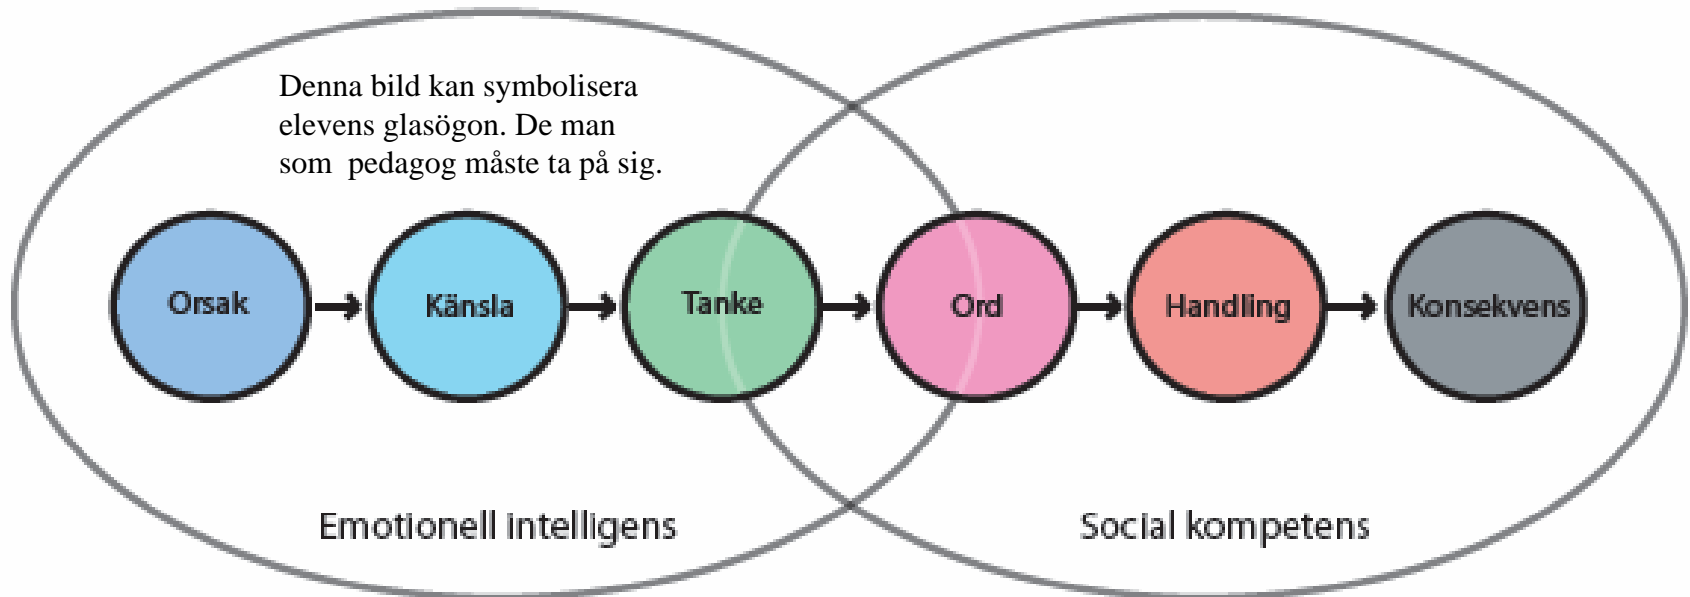 Denna bild kan symbolisera
elevens glasögon. De man
som  pedagog måste ta på sig.
Orsak
Känsla
Tanke
Ord
Handling
Konsekvens
Emotionell intelligens
Social kompetens